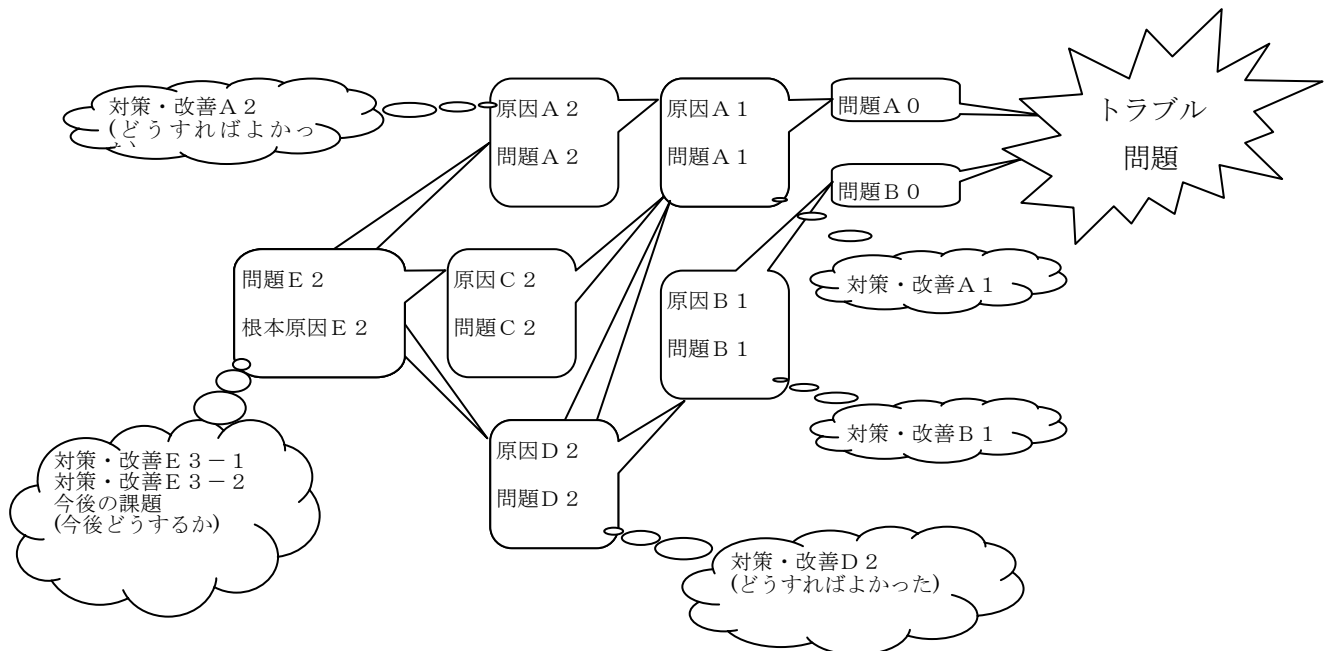 対策・改善Ａ２
(どうすればよかっ
原因Ａ２
問題Ａ２
原因Ａ１
問題Ａ１
問題Ａ０
問題Ｂ０
トラブル
問題
問題Ｅ２
根本原因Ｅ２
原因Ｃ２
問題Ｃ２
原因Ｂ１
問題Ｂ１
対策・改善Ａ１
対策・改善Ｂ１
原因Ｄ２
問題Ｄ２
対策・改善Ｅ３－１
対策・改善Ｅ３－２
今後の課題
(今後どうするか)
対策・改善Ｄ２
(どうすればよかった)